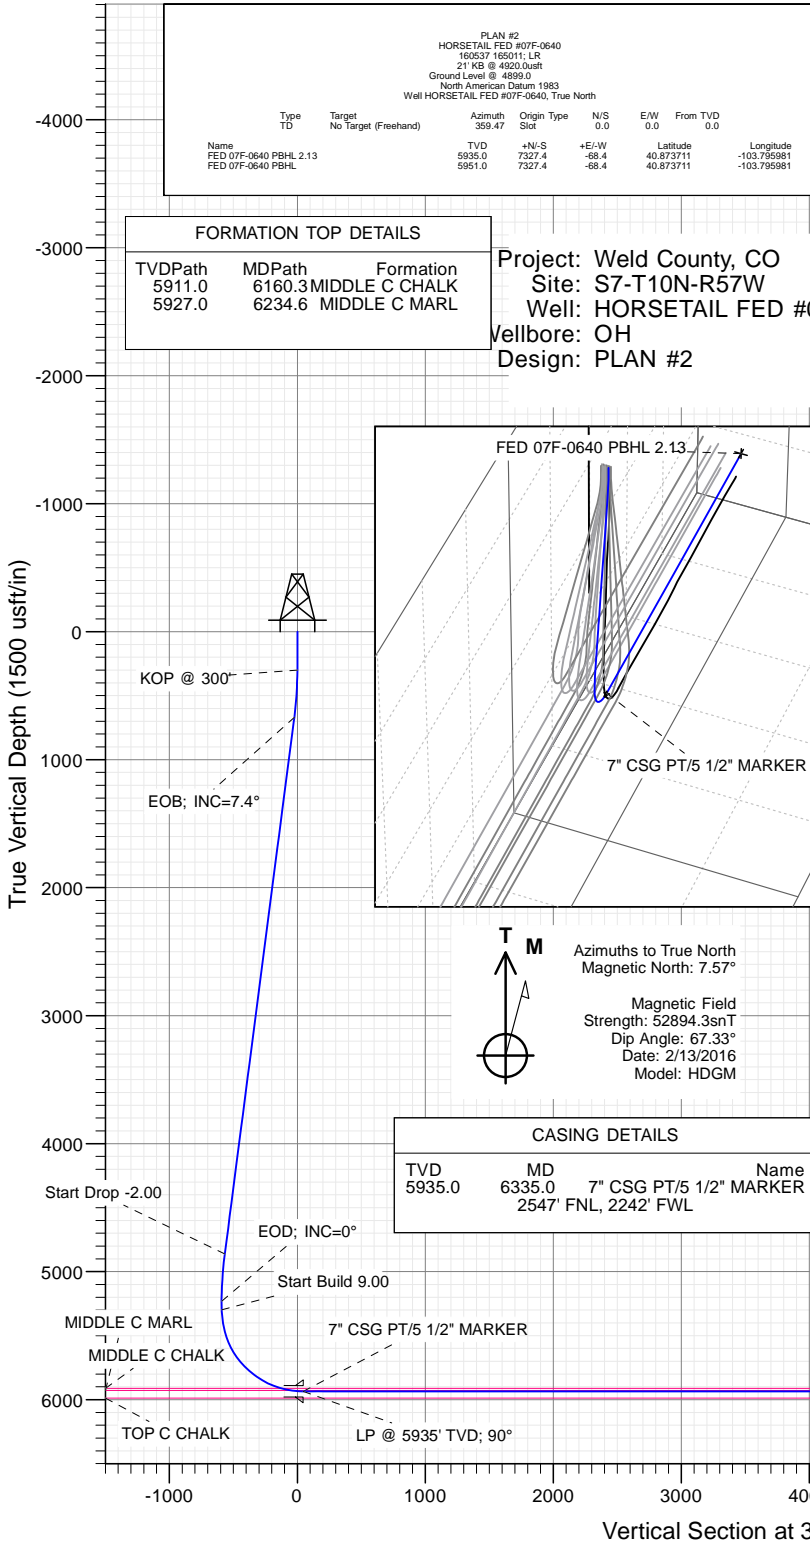 PLAN #2
HORSETAIL FED #07F-0640
160537 165011; LR
21' KB @ 4920.0usft
Ground Level @ 4899.0
North American Datum 1983
Well HORSETAIL FED #07F-0640, True North
Type Target Azimuth Origin Type N/S E/W From TVD
TD No Target (Freehand) 359.47 Slot 0.0 0.0 0.0
Name TVD +N/-S +E/-W Latitude Longitude
FED 07F-0640 PBHL 2.13 5935.0 7327.4 -68.4 40.873711 -103.795981
FED 07F-0640 PBHL 5951.0 7327.4 -68.4 40.873711 -103.795981
FORMATION TOP DETAILS
TVDPath MDPath Formation
5911.0 6160.3 MIDDLE C CHALK
5927.0 6234.6 MIDDLE C MARL
Project: Weld County, CO
Site: S7-T10N-R57W
Well: HORSETAIL FED #0
Wellbore: OH
Design: PLAN #2
FED 07F-0640 PBHL 2.13
7" CSG PT/5 1/2" MARKER
True Vertical Depth (1500 usft/in)
-4000
-3000
-2000
-1000
0
1000
2000
3000
4000
5000
6000
KOP @ 300'
EOB; INC=7.4°
T M
Azimuths to True North
Magnetic North: 7.57°
Magnetic Field
Strength: 52894.3snT
Dip Angle: 67.33°
Date: 2/13/2016
Model: HDGM
CASING DETAILS
TVD MD Name
5935.0 6335.0 7" CSG PT/5 1/2" MARKER
2547' FNL, 2242' FWL
Start Drop -2.00
EOD; INC=0°
Start Build 9.00
MIDDLE C MARL
7" CSG PT/5 1/2" MARKER
MIDDLE C CHALK
TOP C CHALK
LP @ 5935' TVD; 90°
-1000 0 1000 2000 3000 400
Vertical Section at 3